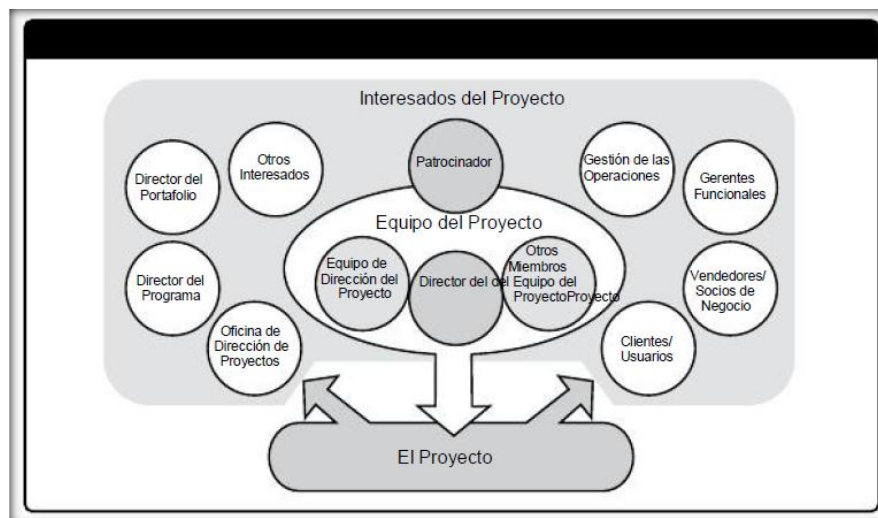 Interesados del Proyecto
Otros
Interesados
Patrocinador
Gestión de las
Operaciones
Director del
Portafolio
Gerentes
Funcionales
Equipo del Proyecto
Equipo de
Dirección del
Proyecto
Director del
Proyecto
Otros
Miembros
del Equipo del
Proyecto
Director del
Programa
Vendedores/
Socios de
Negocio
Oficina de
Dirección de
Proyectos
Clientes/
Usuarios
El Proyecto